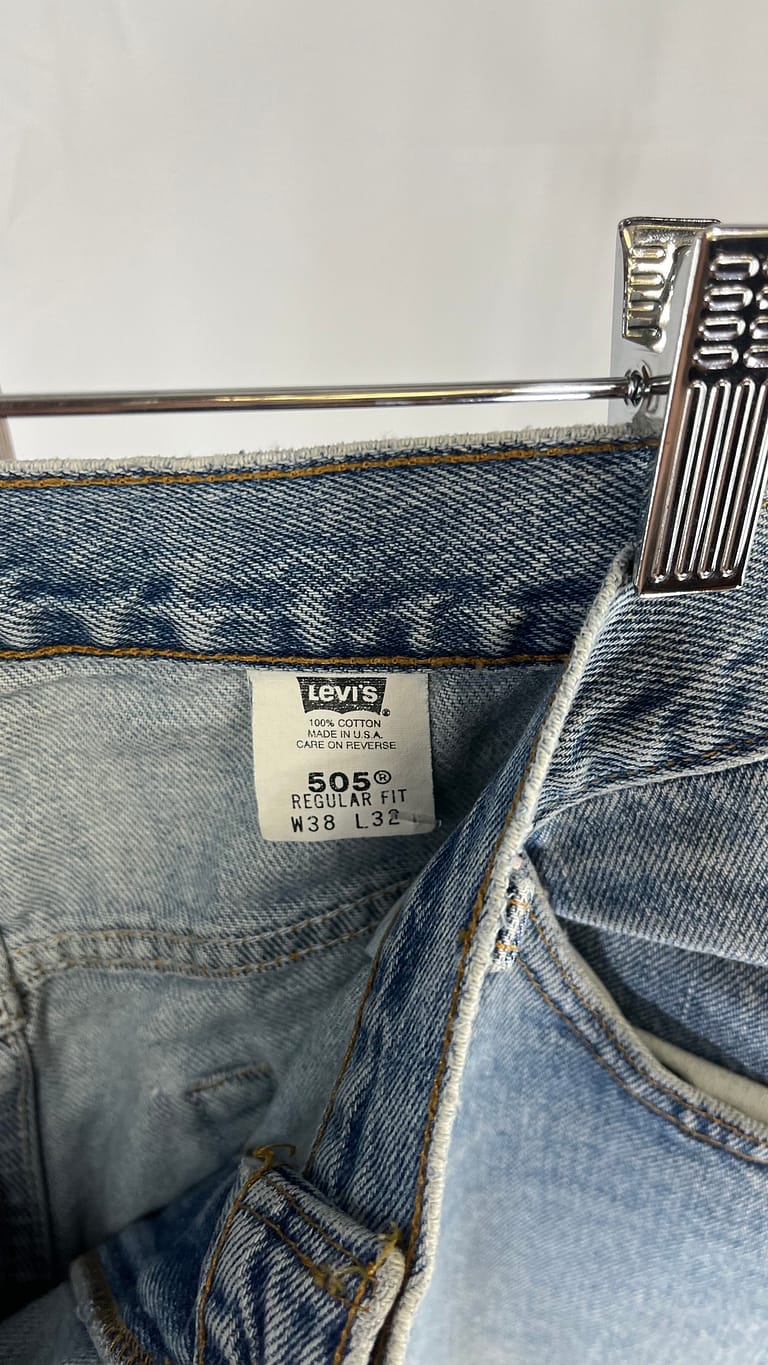 Levi's®
100% COTTON
MADE IN U.S.A.
CARE ON REVERSE
505®
REGULAR FIT
W38 L32